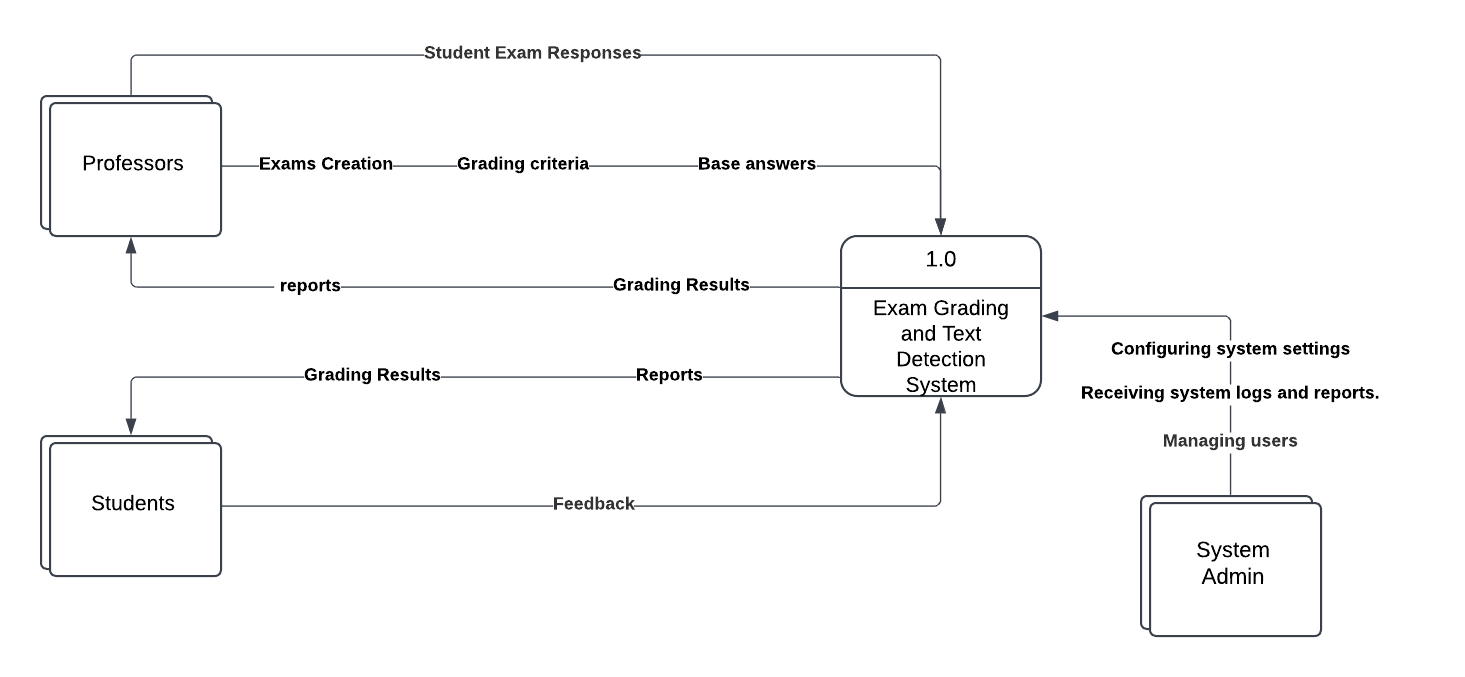 Student Exam Responses
Professors
Exams Creation
Grading criteria
Base answers
1.0
Exam Grading
and Text
Detection
System
reports
Grading Results
Grading Results
Reports
Students
Feedback
Configuring system settings
Receiving system logs and reports.
Managing users
System
Admin